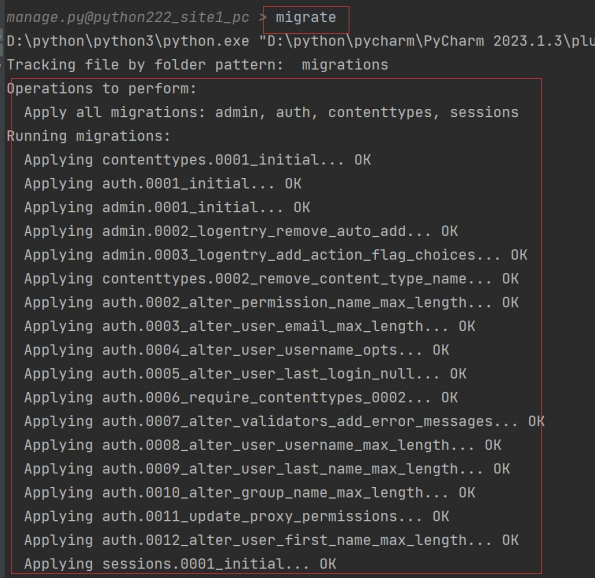 manage.py@python222_site1_pc > migrate
D:\python\python3\python.exe "D:\python\pycharm\PyCharm 2023.1.3\plu
Tracking file by folder pattern:  migrations
Operations to perform:
  Apply all migrations: admin, auth, contenttypes, sessions
Running migrations:
  Applying contenttypes.0001_initial... OK
  Applying auth.0001_initial... OK
  Applying admin.0001_initial... OK
  Applying admin.0002_logentry_remove_auto_add... OK
  Applying admin.0003_logentry_add_action_flag_choices... OK
  Applying contenttypes.0002_remove_content_type_name... OK
  Applying auth.0002_alter_permission_name_max_length... OK
  Applying auth.0003_alter_user_email_max_length... OK
  Applying auth.0004_alter_user_username_opts... OK
  Applying auth.0005_alter_user_last_login_null... OK
  Applying auth.0006_require_contenttypes_0002... OK
  Applying auth.0007_alter_validators_add_error_messages... OK
  Applying auth.0008_alter_user_username_max_length... OK
  Applying auth.0009_alter_user_last_name_max_length... OK
  Applying auth.0010_alter_group_name_max_length... OK
  Applying auth.0011_update_proxy_permissions... OK
  Applying auth.0012_alter_user_first_name_max_length... OK
  Applying sessions.0001_initial... OK